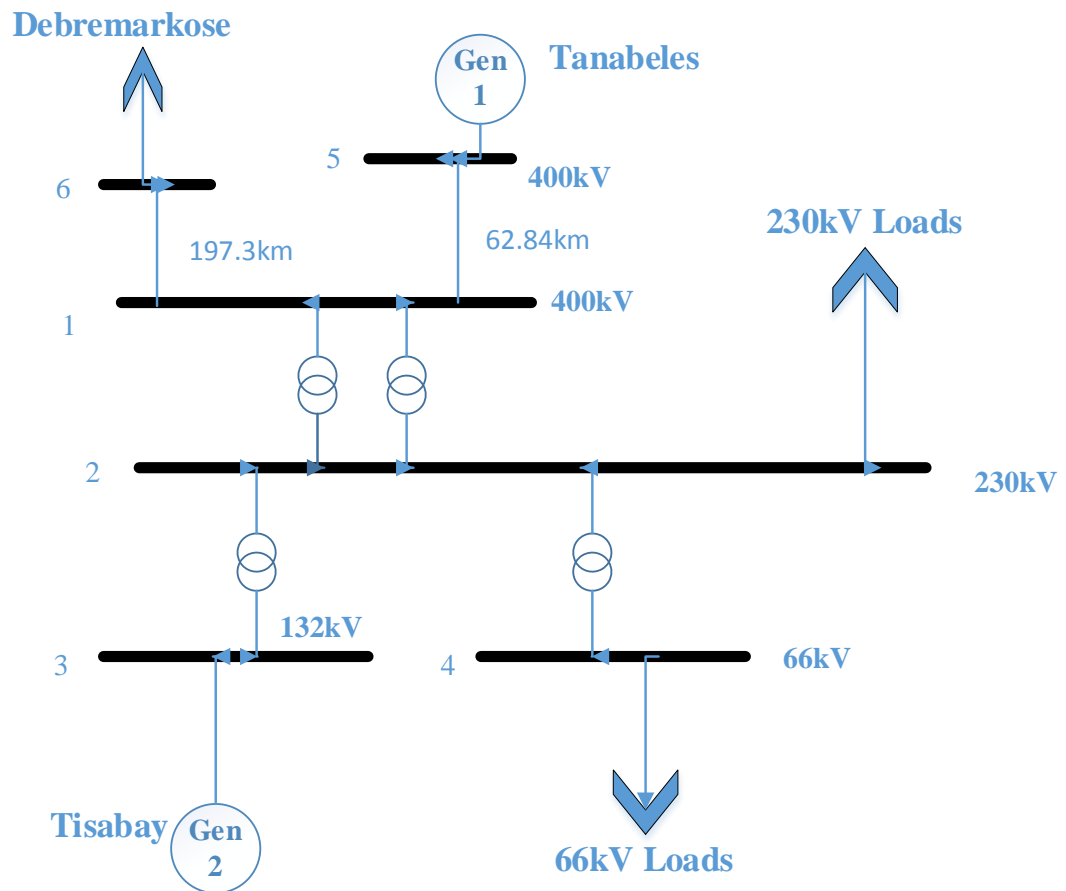 Debremarkose
Gen
1
Tanabeles
5
400kV
6
197.3km
62.84km
230kV Loads
1
400kV
2
230kV
132kV
3
4
66kV
Tisabay
Gen
2
66kV Loads